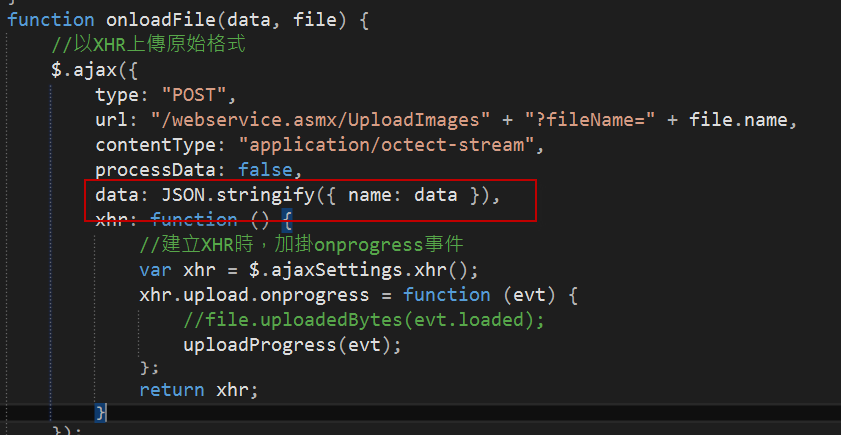 }
function onloadFile(data, file) {
//以XHR上傳原始格式
$.ajax({
type: "POST",
url: "/webservice.asmx/UploadImages" + "?fileName=" + file.name,
contentType: "application/octect-stream",
processData: false,
data: JSON.stringify({ name: data }),
xhr: function () {
//建立XHR時，加掛onprogress事件
var xhr = $.ajaxSettings.xhr();
xhr.upload.onprogress = function (evt) {
//file.uploadedBytes(evt.loaded);
uploadProgress(evt);
};
return xhr;
}
});